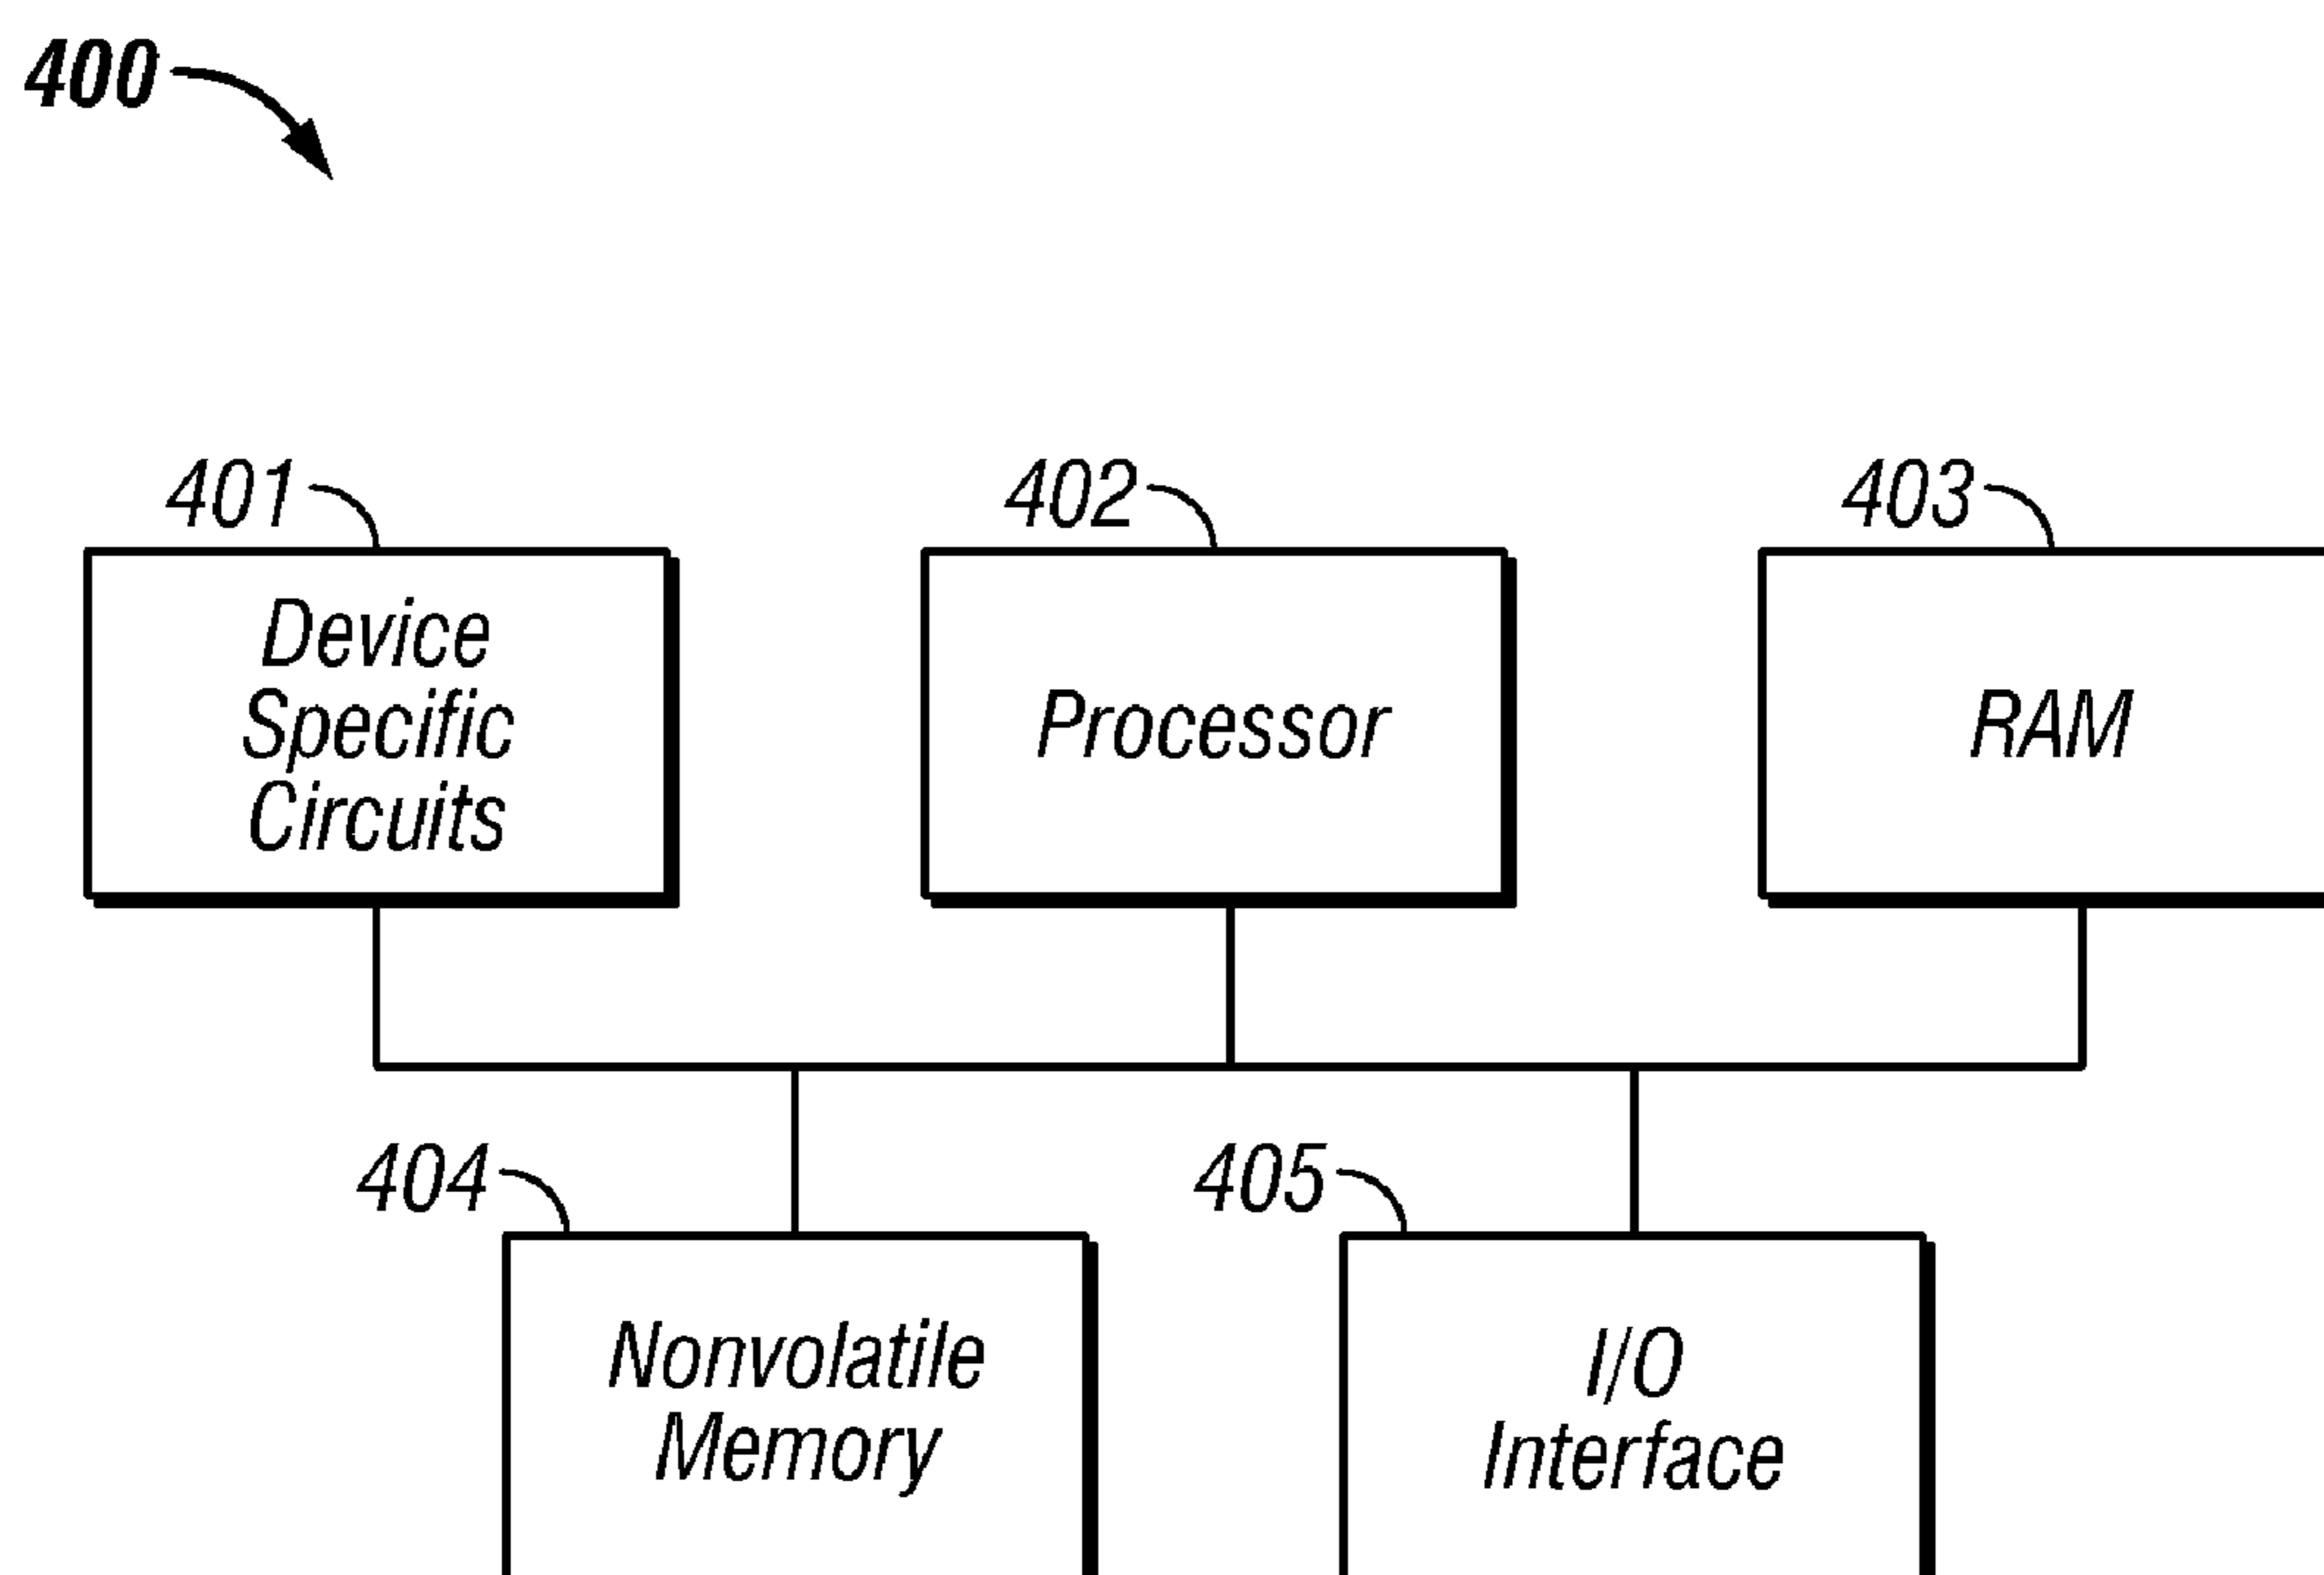 400
401
402
403
Device
Specific
Circuits
Processor
RAM
404
405
Nonvolatile
Memory
I/O
Interface